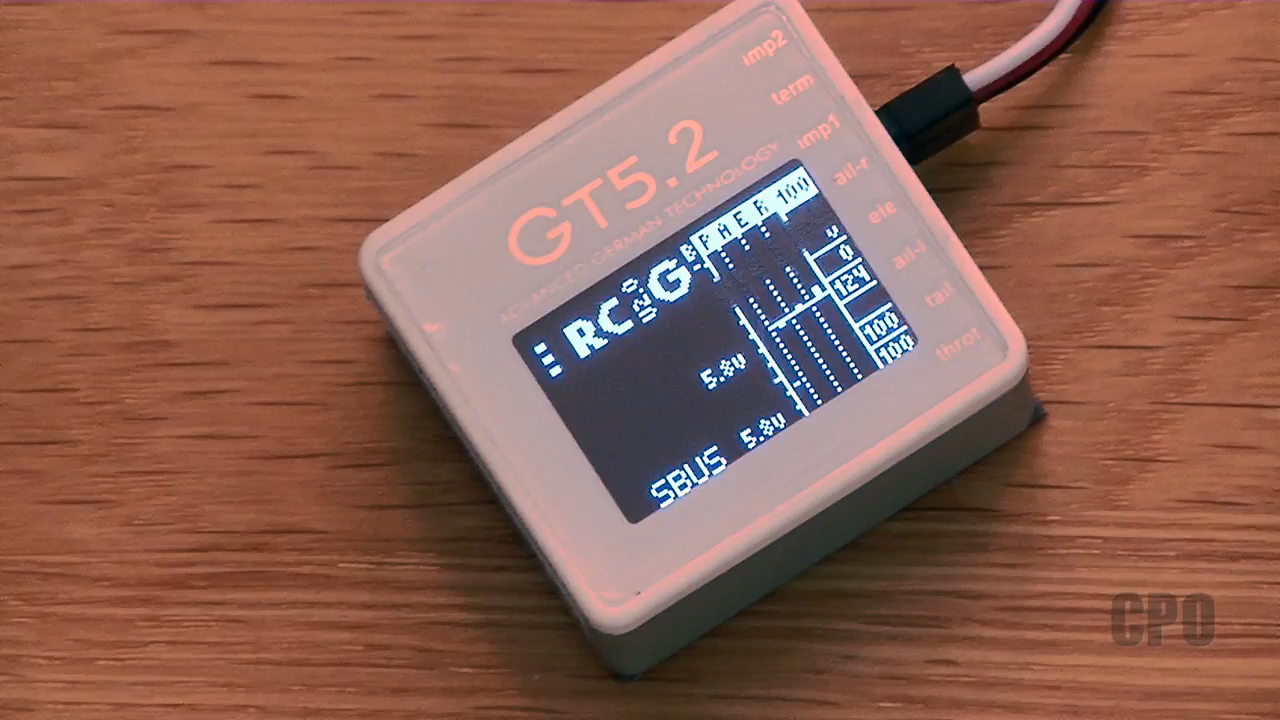 GT5.2
ADVANCED GERMAN TECHNOLOGY
imp2
term
imp1
ail-r
ele
ail-l
tail
throt
RC G
100
0
124
100
100
5.8v
SBUS 5.8v
CPO